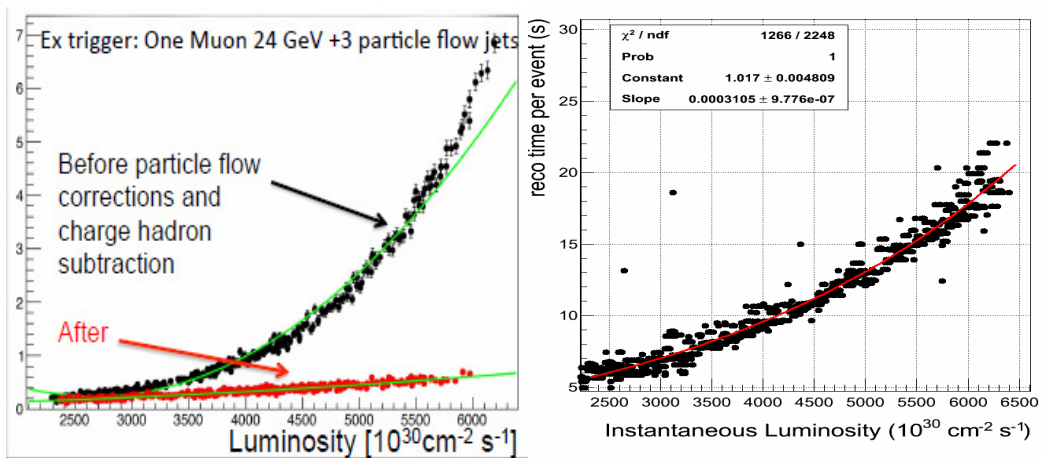 Ex trigger: One Muon 24 GeV +3 particle flow jets
7
6
5
4
3
2
1
0
Before particle flow
corrections and
charge hadron
subtraction
After
2500 3000 3500 4000 4500 5000 5500 6000
Luminosity [10³⁰cm⁻² s⁻¹]
reco time per event (s)
30
25
20
15
10
5
χ² / ndf 1266 / 2248
Prob 1
Constant 1.017 ± 0.004809
Slope 0.0003105 ± 9.776e-07
2500 3000 3500 4000 4500 5000 5500 6000 6500
Instantaneous Luminosity (10³⁰ cm⁻² s⁻¹)